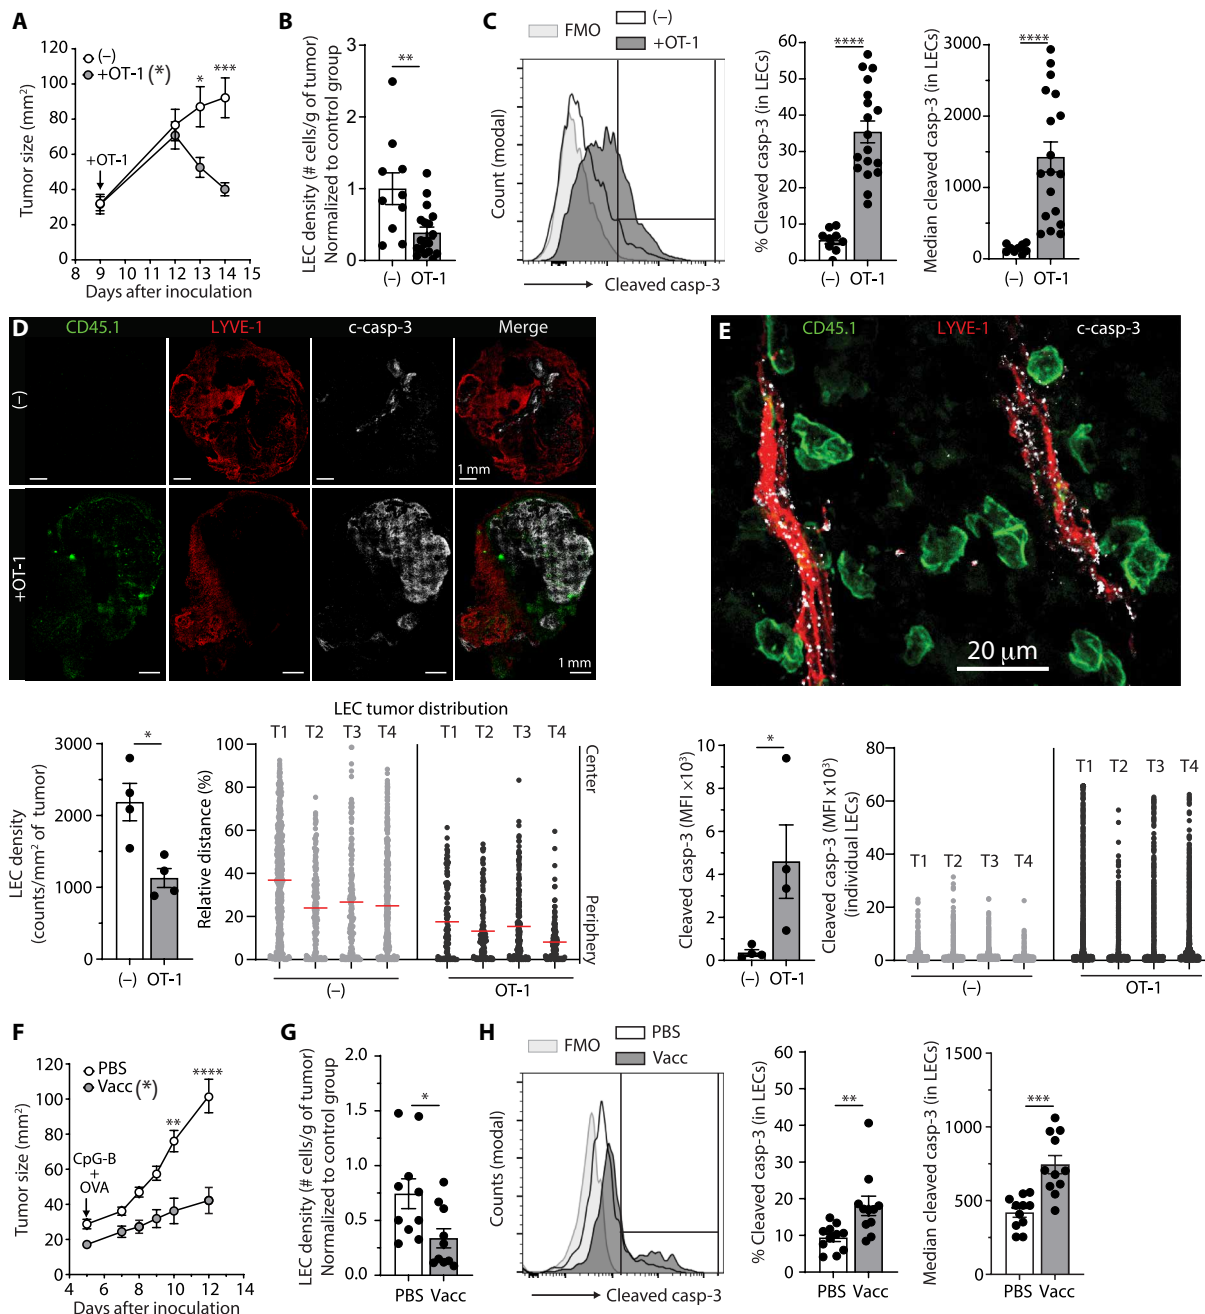 A
(–)
+OT-1 (*)
Tumor size (mm²)
120
100
80
60
40
20
0
+OT-1
*
***
8
9
10
11
12
13
14
15
Days after inoculation
B
LEC density (# cells/g of tumor)
Normalized to control group
3
2
1
0
**
(–)
OT-1
C
FMO
(–)
+OT-1
Count (modal)
Cleaved casp-3
% Cleaved casp-3 (in LECs)
60
50
40
30
20
10
0
****
(–)
OT-1
Median cleaved casp-3 (in LECs)
3000
2000
1000
0
****
(–)
OT-1
D
CD45.1
LYVE-1
c-casp-3
Merge
(–)
1 mm
+OT-1
1 mm
LEC density
(counts/mm² of tumor)
3000
2000
1000
0
*
(–)
OT-1
LEC tumor distribution
Relative distance (%)
100
80
60
40
20
0
T1
T2
T3
T4
T1
T2
T3
T4
Center
Periphery
(–)
OT-1
E
CD45.1
LYVE-1
c-casp-3
20 µm
Cleaved casp-3 (MFI ×10³)
10
8
6
4
2
0
*
(–)
OT-1
Cleaved casp-3 (MFI x10³)
(individual LECs)
80
60
40
20
0
T1
T2
T3
T4
T1
T2
T3
T4
(–)
OT-1
F
PBS
Vacc (*)
Tumor size (mm²)
120
100
80
60
40
20
0
CpG-B
+
OVA
**
****
4
6
8
10
12
14
Days after inoculation
G
LEC density (# cells/g of tumor)
Normalized to control group
2.0
1.5
1.0
0.5
0
*
PBS
Vacc
H
FMO
PBS
Vacc
Counts (modal)
Cleaved casp-3
% Cleaved casp-3 (in LECs)
60
50
40
30
20
10
0
**
PBS
Vacc
Median cleaved casp-3 (in LECs)
1500
1000
500
0
***
PBS
Vacc